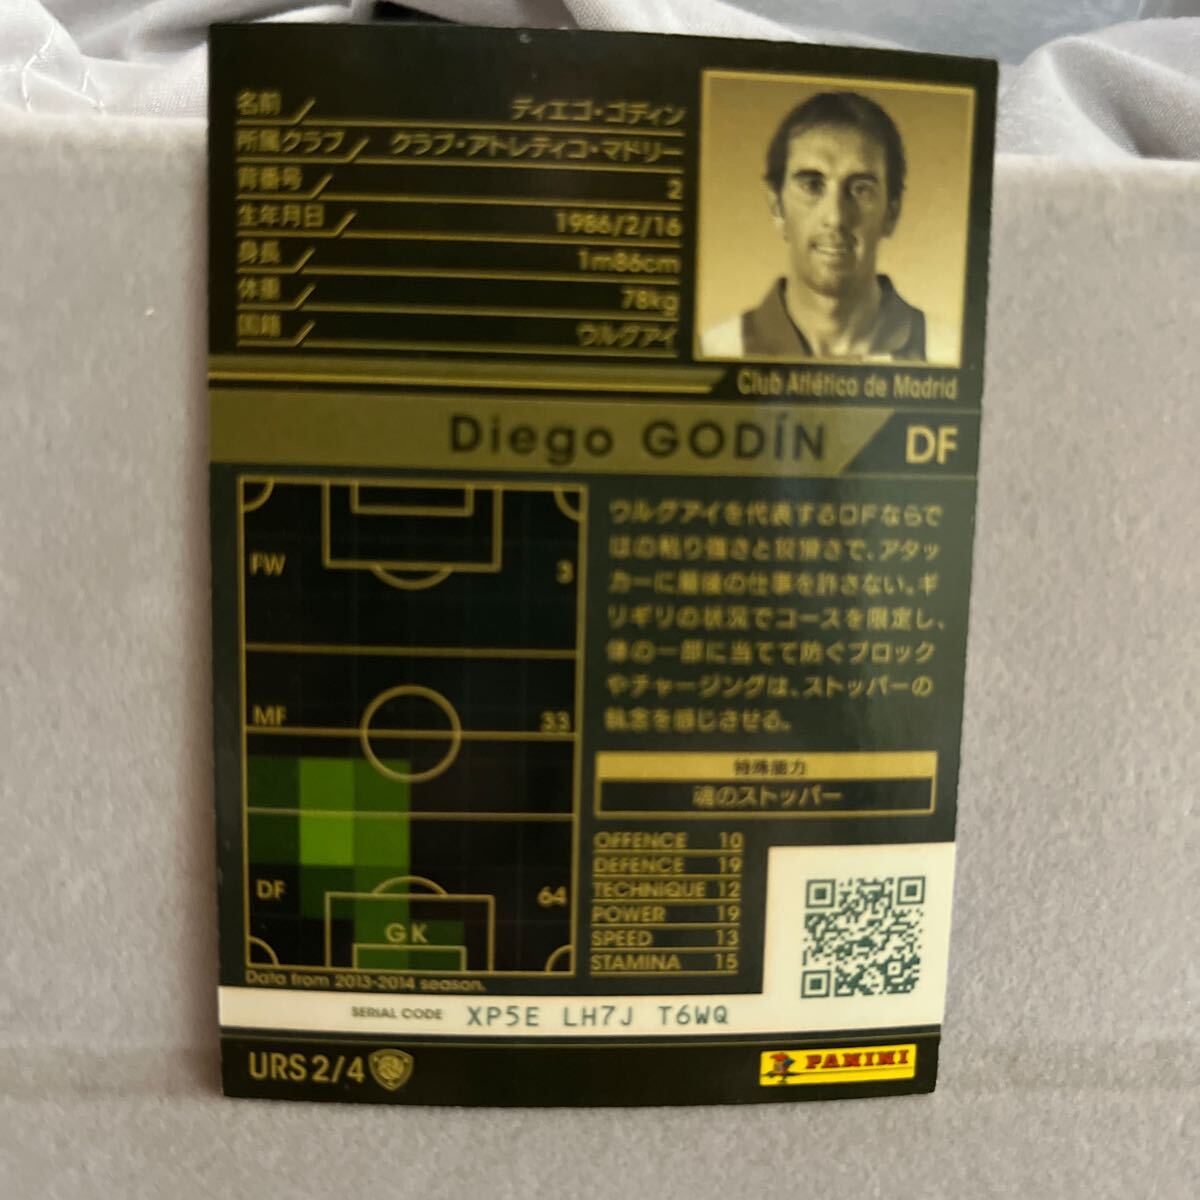 名前 ディエゴ・ゴディン
所属クラブ クラブ・アトレティコ・マドリー
背番号 2
生年月日 1986/2/16
身長 1m86cm
体重 78kg
国籍 ウルグアイ
Club Atlético de Madrid
Diego GODÍN DF
FW 3
MF 33
DF 64
GK
Data from 2013-2014 season.
ウルグアイを代表するDFならで
はの粘り強さと狡猾さで、アタッ
カーに最後の仕事を許さない。ギ
リギリの状況でコースを限定し、
体の一部に当てて防ぐブロック
やチャージングは、ストッパーの
執念を感じさせる。
特殊能力
魂のストッパー
OFFENCE 10
DEFENCE 19
TECHNIQUE 12
POWER 19
SPEED 13
STAMINA 15
SERIAL CODE XP5E LH7J T6WQ
URS 2/4
PANINI